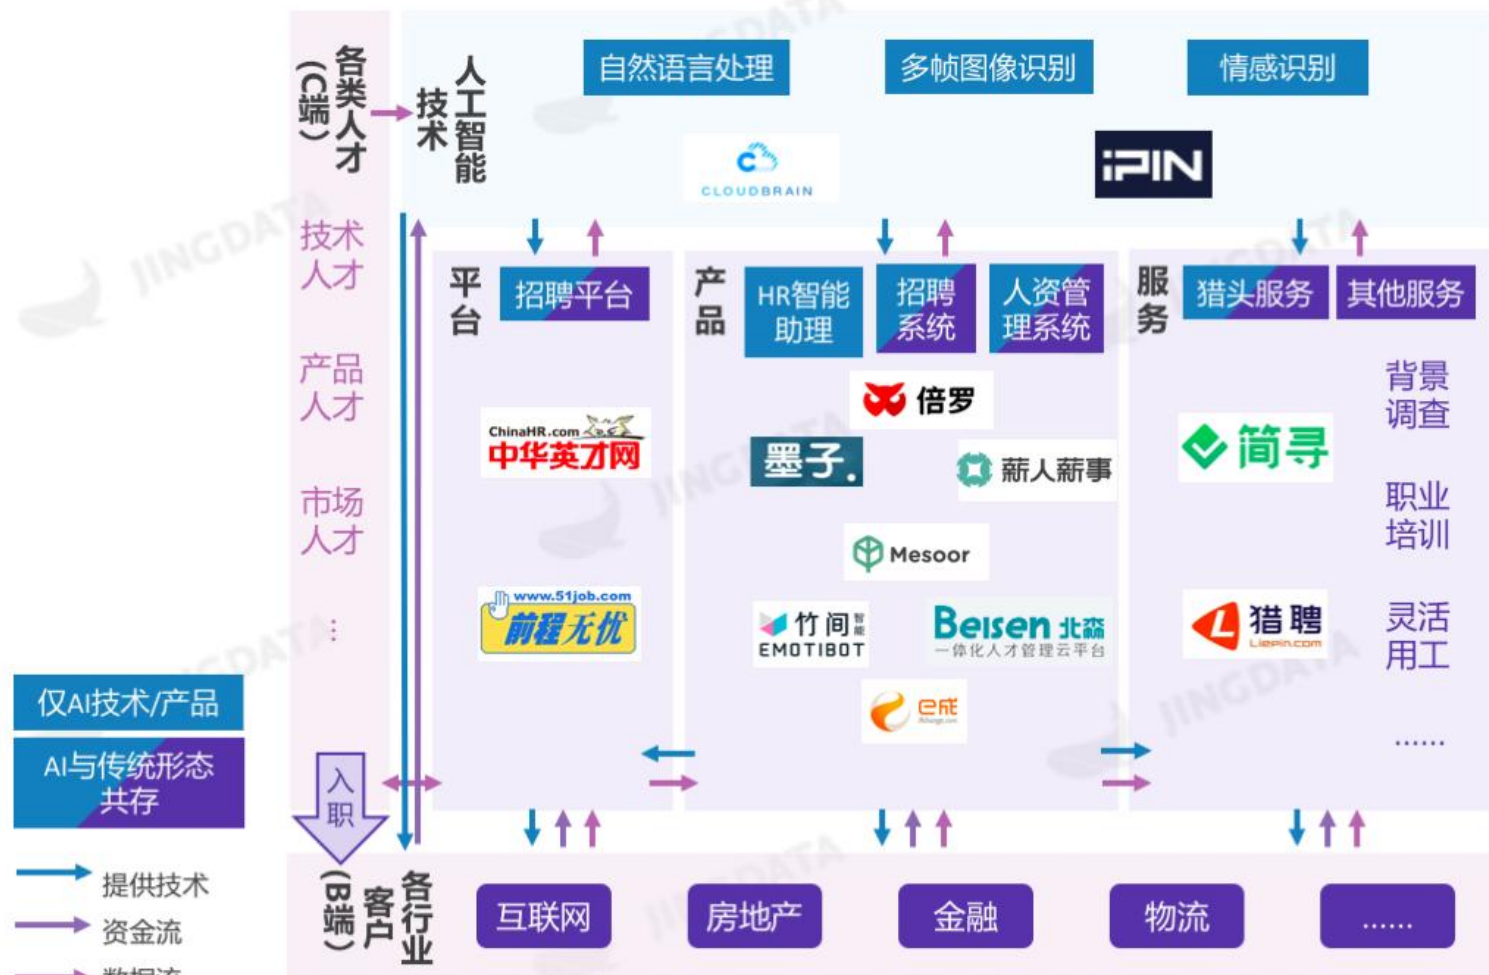 各类人才
(C端)
技术
人才
产品
人才
市场
人才
...
入
职
人工智能
技术
自然语言处理
多帧图像识别
情感识别
CLOUDBRAIN
iPIN
平台
招聘平台
ChinaHR.com
中华英才网
www.51job.com
前程无忧
产品
HR智能
助理
招聘
系统
人资管
理系统
倍罗
墨子.
薪人薪事
Mesoor
竹间智能
EMOTIBOT
Beisen 北森
一体化人才管理云平台
e成
服务
猎头服务
其他服务
简寻
猎聘
Liepin.com
背景
调查
职业
培训
灵活
用工
......
仅AI技术/产品
AI与传统形态
共存
提供技术
资金流
数据流
各行业
客户
(B端)
互联网
房地产
金融
物流
......
JINGDATA
JINGDATA
JINGDATA
JINGDATA